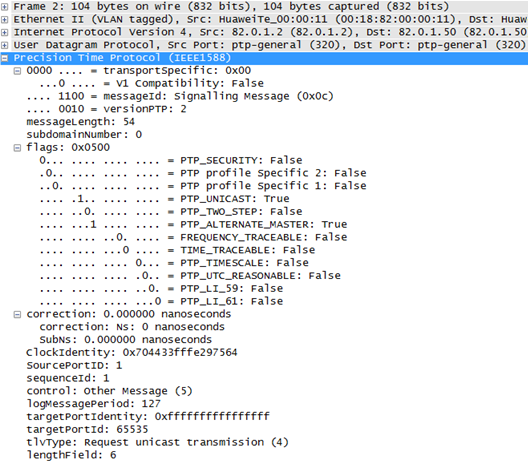 Frame 2: 104 bytes on wire (832 bits), 104 bytes captured (832 bits)
Ethernet II (VLAN tagged), Src: HuaweiTe_00:00:11 (00:18:82:00:00:11), Dst: Huaw
Internet Protocol Version 4, Src: 82.0.1.2 (82.0.1.2), Dst: 82.0.1.50 (82.0.1.50
User Datagram Protocol, Src Port: ptp-general (320), Dst Port: ptp-general (320)
Precision Time Protocol (IEEE1588)
0000 .... = transportSpecific: 0x00
...0 .... = V1 Compatibility: False
.... 1100 = messageId: Signalling Message (0x0c)
.... 0010 = versionPTP: 2
messageLength: 54
subdomainNumber: 0
flags: 0x0500
0... .... .... .... = PTP_SECURITY: False
.0.. .... .... .... = PTP profile Specific 2: False
..0. .... .... .... = PTP profile Specific 1: False
.... .1.. .... .... = PTP_UNICAST: True
.... ..0. .... .... = PTP_TWO_STEP: False
.... ...1 .... .... = PTP_ALTERNATE_MASTER: True
.... .... ..0. .... = FREQUENCY_TRACEABLE: False
.... .... ...0 .... = TIME_TRACEABLE: False
.... .... .... 0... = PTP_TIMESCALE: False
.... .... .... .0.. = PTP_UTC_REASONABLE: False
.... .... .... ..0. = PTP_LI_59: False
.... .... .... ...0 = PTP_LI_61: False
correction: 0.000000 nanoseconds
correction: Ns: 0 nanoseconds
SubNs: 0.000000 nanoseconds
ClockIdentity: 0x704433fffe297564
SourcePortID: 1
sequenceId: 1
control: Other Message (5)
logMessagePeriod: 127
targetPortIdentity: 0xffffffffffffffff
targetPortId: 65535
tlvType: Request unicast transmission (4)
lengthField: 6